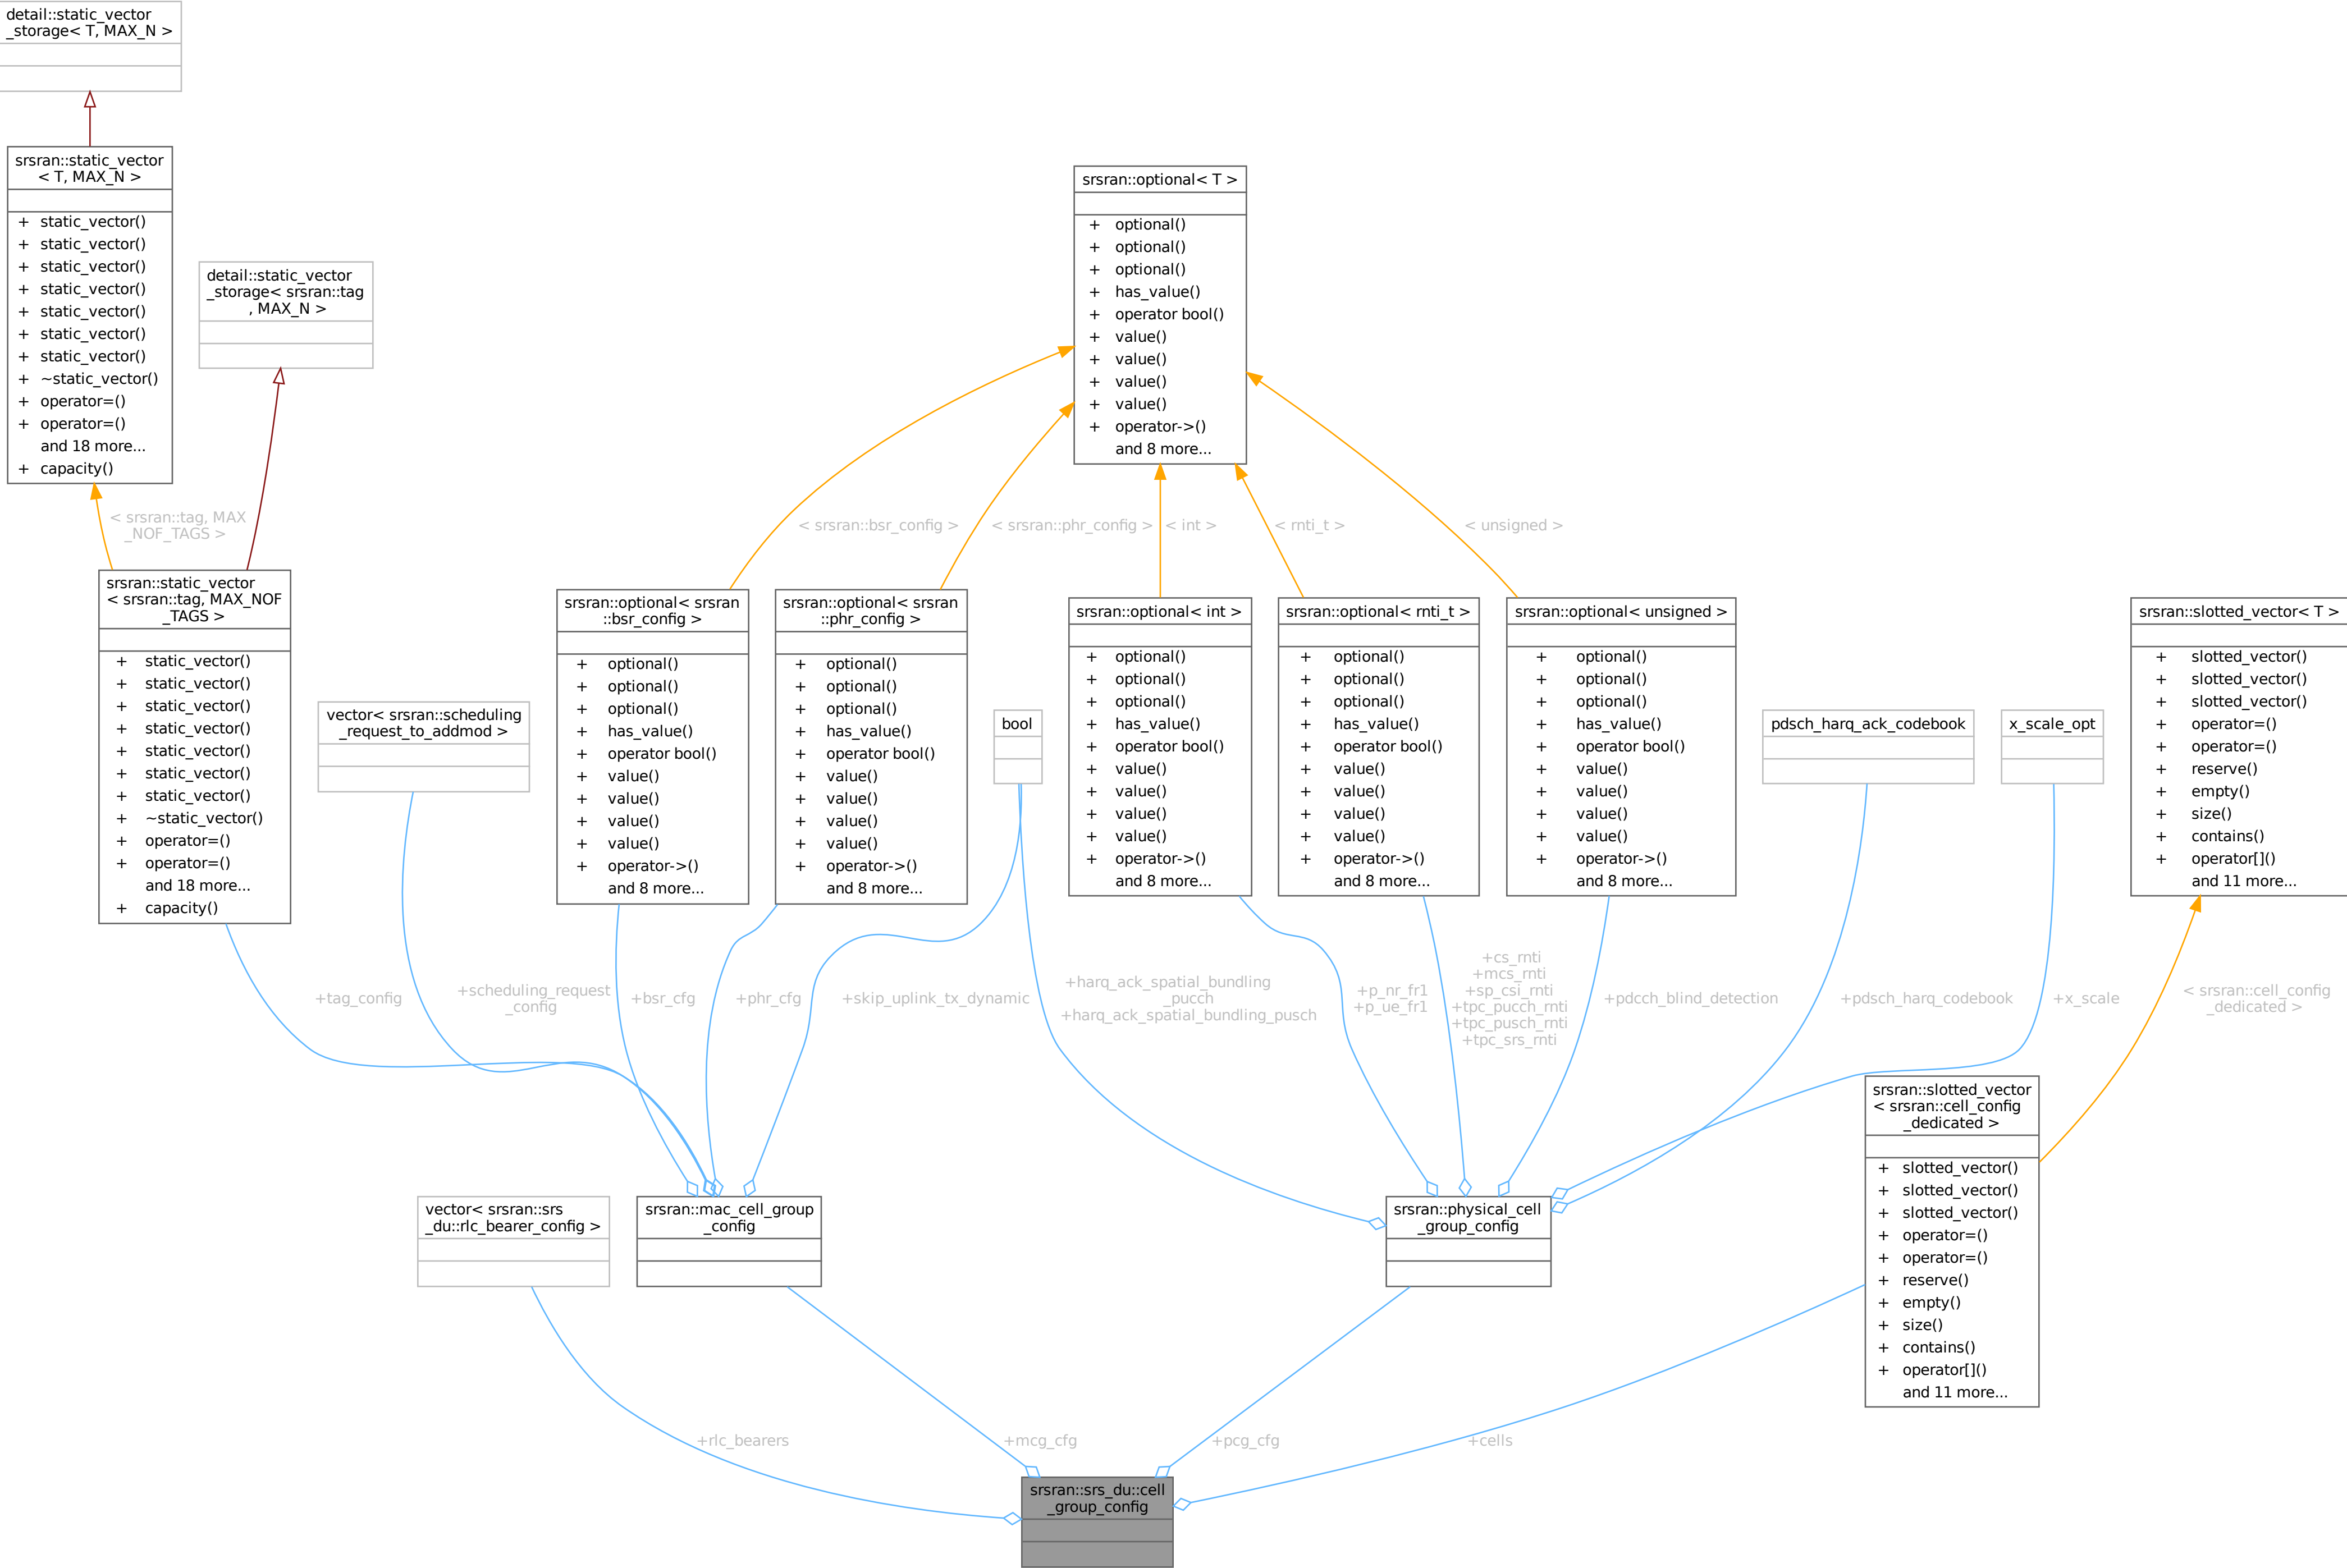 detail::static_vector
_storage< T, MAX_N >
srsran::static_vector
< T, MAX_N >
+ static_vector()
+ static_vector()
+ static_vector()
+ static_vector()
+ static_vector()
+ static_vector()
+ static_vector()
+ ~static_vector()
+ operator=()
+ operator=()
and 18 more...
+ capacity()
detail::static_vector
_storage< srsran::tag
, MAX_N >
srsran::optional< T >
+ optional()
+ optional()
+ optional()
+ has_value()
+ operator bool()
+ value()
+ value()
+ value()
+ value()
+ operator->()
and 8 more...
< srsran::tag, MAX
_NOF_TAGS >
< srsran::bsr_config >
< srsran::phr_config >
< int >
< rnti_t >
< unsigned >
srsran::static_vector
< srsran::tag, MAX_NOF
_TAGS >
+ static_vector()
+ static_vector()
+ static_vector()
+ static_vector()
+ static_vector()
+ static_vector()
+ static_vector()
+ ~static_vector()
+ operator=()
+ operator=()
and 18 more...
+ capacity()
vector< srsran::scheduling
_request_to_addmod >
srsran::optional< srsran
::bsr_config >
+ optional()
+ optional()
+ optional()
+ has_value()
+ operator bool()
+ value()
+ value()
+ value()
+ value()
+ operator->()
and 8 more...
srsran::optional< srsran
::phr_config >
+ optional()
+ optional()
+ optional()
+ has_value()
+ operator bool()
+ value()
+ value()
+ value()
+ value()
+ operator->()
and 8 more...
bool
srsran::optional< int >
+ optional()
+ optional()
+ optional()
+ has_value()
+ operator bool()
+ value()
+ value()
+ value()
+ value()
+ operator->()
and 8 more...
srsran::optional< rnti_t >
+ optional()
+ optional()
+ optional()
+ has_value()
+ operator bool()
+ value()
+ value()
+ value()
+ value()
+ operator->()
and 8 more...
srsran::optional< unsigned >
+ optional()
+ optional()
+ optional()
+ has_value()
+ operator bool()
+ value()
+ value()
+ value()
+ value()
+ operator->()
and 8 more...
pdsch_harq_ack_codebook
x_scale_opt
srsran::slotted_vector< T >
+ slotted_vector()
+ slotted_vector()
+ slotted_vector()
+ operator=()
+ operator=()
+ reserve()
+ empty()
+ size()
+ contains()
+ operator[]()
and 11 more...
+tag_config
+scheduling_request
_config
+bsr_cfg
+phr_cfg
+skip_uplink_tx_dynamic
+harq_ack_spatial_bundling
_pucch
+harq_ack_spatial_bundling_pusch
+p_nr_fr1
+p_ue_fr1
+cs_rnti
+mcs_rnti
+sp_csi_rnti
+tpc_pucch_rnti
+tpc_pusch_rnti
+tpc_srs_rnti
+pdcch_blind_detection
+pdsch_harq_codebook
+x_scale
< srsran::cell_config
_dedicated >
srsran::slotted_vector
< srsran::cell_config
_dedicated >
+ slotted_vector()
+ slotted_vector()
+ slotted_vector()
+ operator=()
+ operator=()
+ reserve()
+ empty()
+ size()
+ contains()
+ operator[]()
and 11 more...
vector< srsran::srs
_du::rlc_bearer_config >
srsran::mac_cell_group
_config
srsran::physical_cell
_group_config
+rlc_bearers
+mcg_cfg
+pcg_cfg
+cells
srsran::srs_du::cell
_group_config